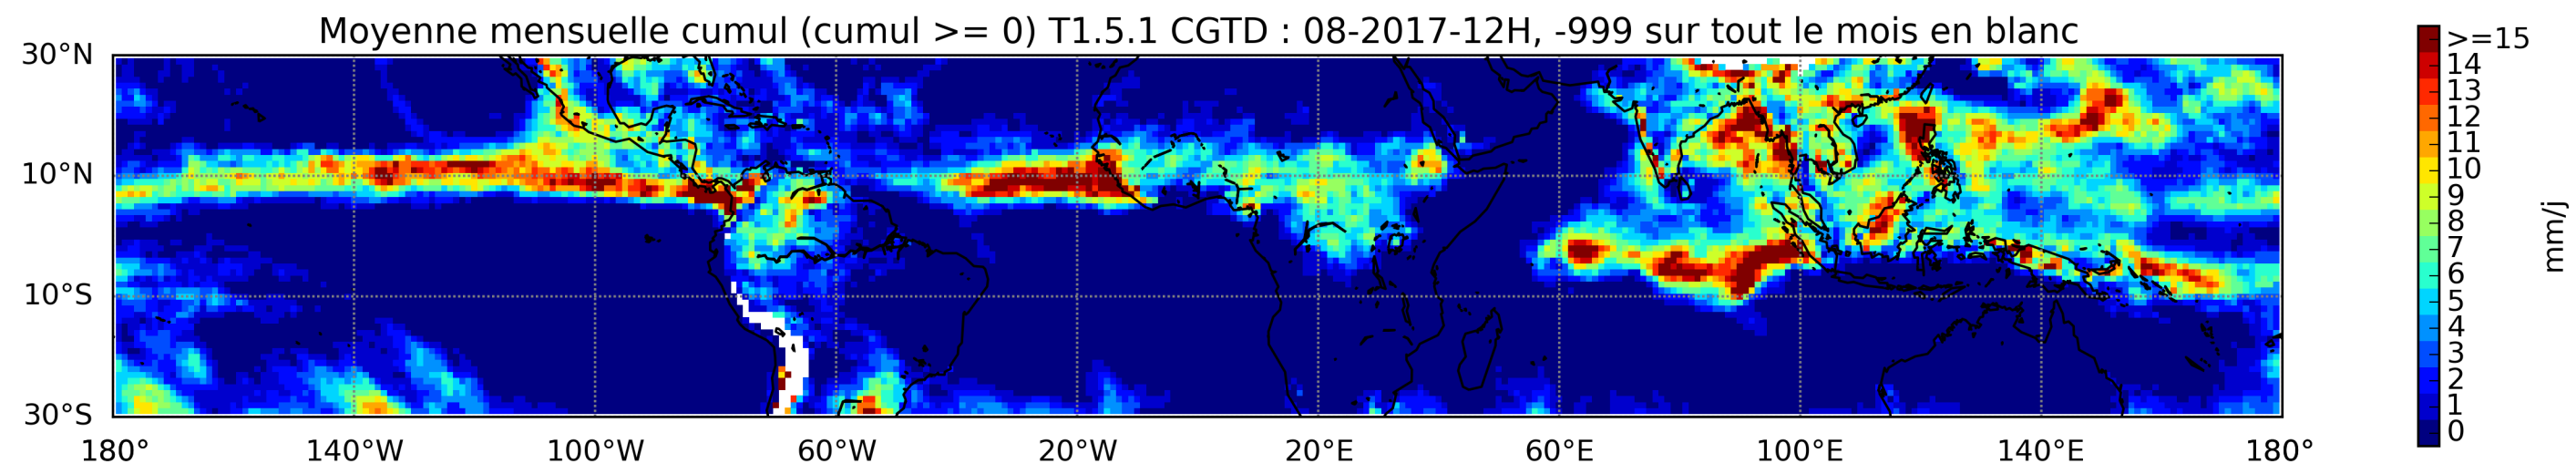 Moyenne mensuelle cumul (cumul >= 0) T1.5.1 CGTD : 08-2017-12H, -999 sur tout le mois en blanc
30°N
10°N
10°S
30°S
180°
140°W
100°W
60°W
20°W
20°E
60°E
100°E
140°E
180°
>=15
14
13
12
11
10
9
8
7
6
5
4
3
2
1
0
mm/j